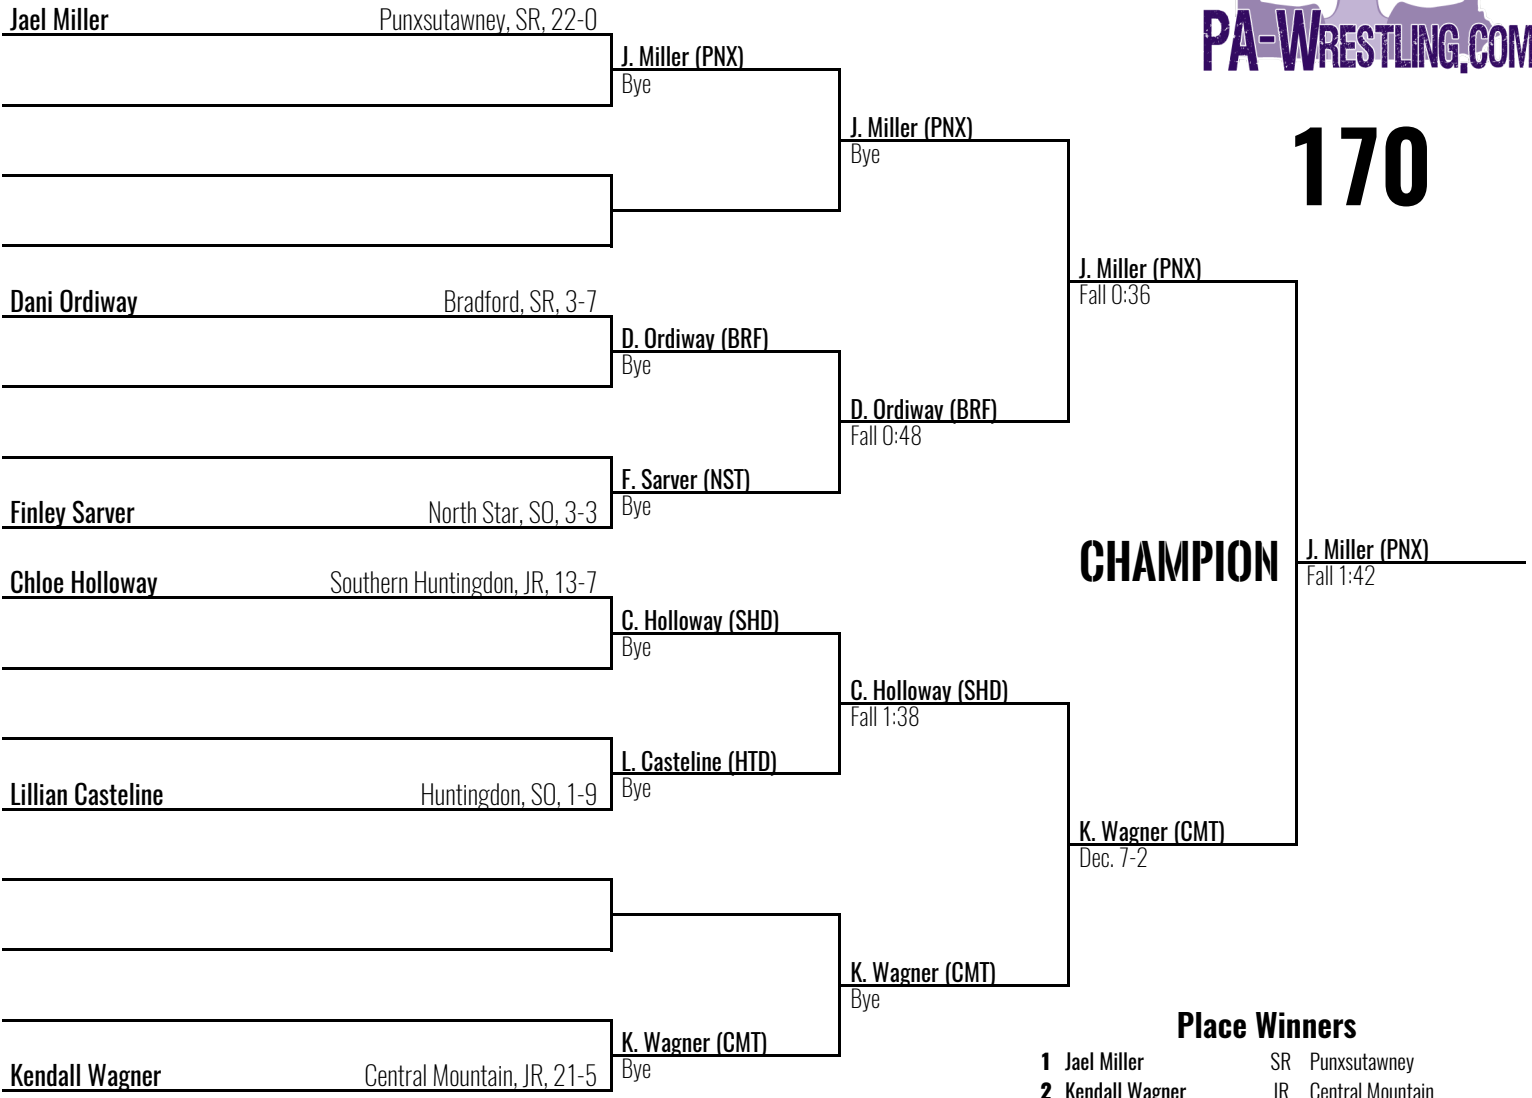 Jael Miller Punxsutawney, SR, 22-0
PA-WRESTLING.COM
J. Miller (PNX)
Bye
J. Miller (PNX)
Bye
170
J. Miller (PNX)
Fall 0:36
Dani Ordiway Bradford, SR, 3-7
D. Ordiway (BRF)
Bye
D. Ordiway (BRF)
Fall 0:48
F. Sarver (NST)
Bye
Finley Sarver North Star, SO, 3-3
CHAMPION
J. Miller (PNX)
Fall 1:42
Chloe Holloway Southern Huntingdon, JR, 13-7
C. Holloway (SHD)
Bye
C. Holloway (SHD)
Fall 1:38
L. Casteline (HTD)
Bye
Lillian Casteline Huntingdon, SO, 1-9
K. Wagner (CMT)
Dec. 7-2
K. Wagner (CMT)
Bye
K. Wagner (CMT)
Bye
Kendall Wagner Central Mountain, JR, 21-5
Place Winners
1 Jael Miller SR Punxsutawney
2 Kendall Wagner JR Central Mountain